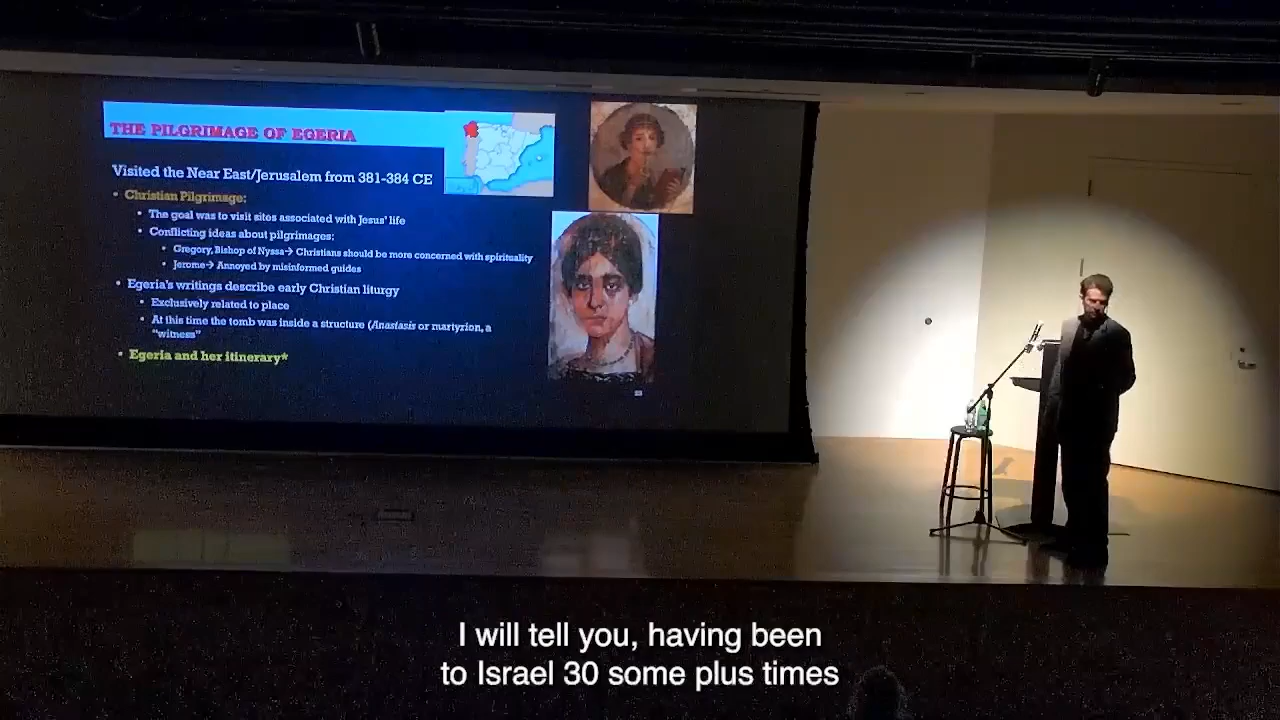 THE PILGRIMAGE OF EGERIA
Visited the Near East/Jerusalem from 381-384 CE
• Christian Pilgrimage:
• The goal was to visit sites associated with Jesus' life
• Conflicting ideas about pilgrimages:
• Gregory, Bishop of Nyssa→ Christians should be more concerned with spirituality
• Jerome→ Annoyed by misinformed guides
• Egeria's writings describe early Christian liturgy
• Exclusively related to place
• At this time the tomb was inside a structure (Anastasis or martyrion, a
"witness"
• Egeria and her itinerary*
I will tell you, having been
to Israel 30 some plus times